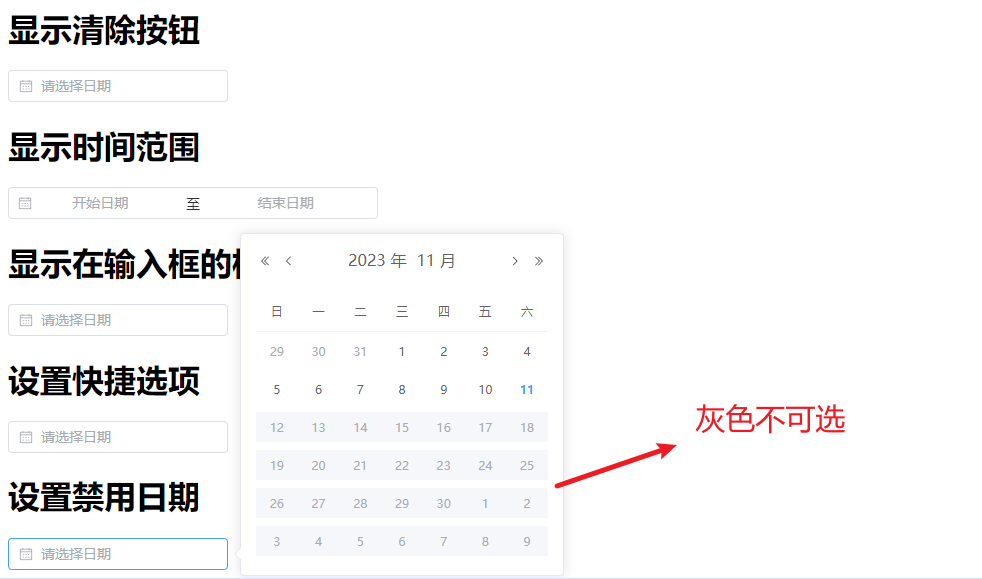 显示清除按钮
请选择日期
显示时间范围
开始日期 至 结束日期
显示在输入框的
请选择日期
设置快捷选项
请选择日期
设置禁用日期
请选择日期
« ‹ 2023 年 11 月 › »
日 一 二 三 四 五 六
29 30 31 1 2 3 4
5 6 7 8 9 10 11
12 13 14 15 16 17 18
19 20 21 22 23 24 25
26 27 28 29 30 1 2
3 4 5 6 7 8 9
灰色不可选